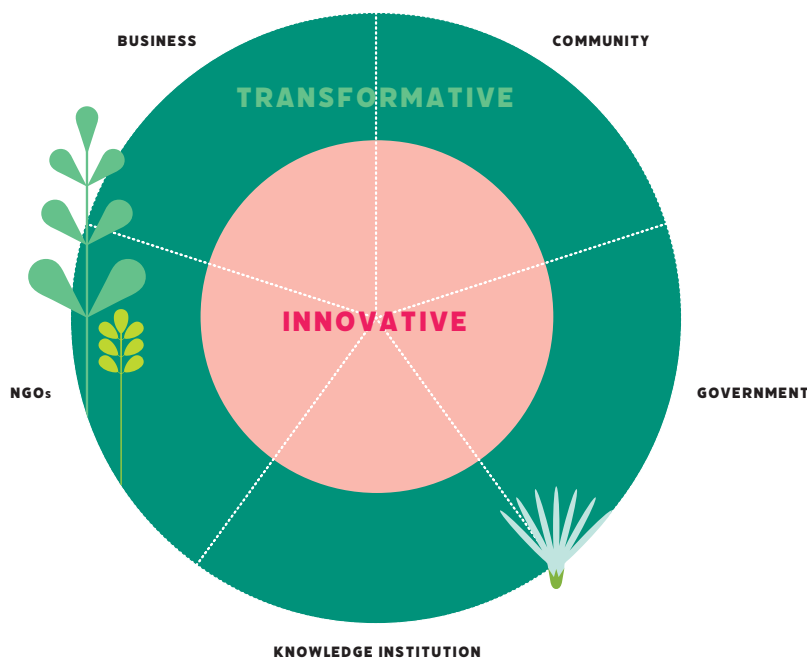 BUSINESS
COMMUNITY
TRANSFORMATIVE
INNOVATIVE
NGOs
GOVERNMENT
KNOWLEDGE INSTITUTION